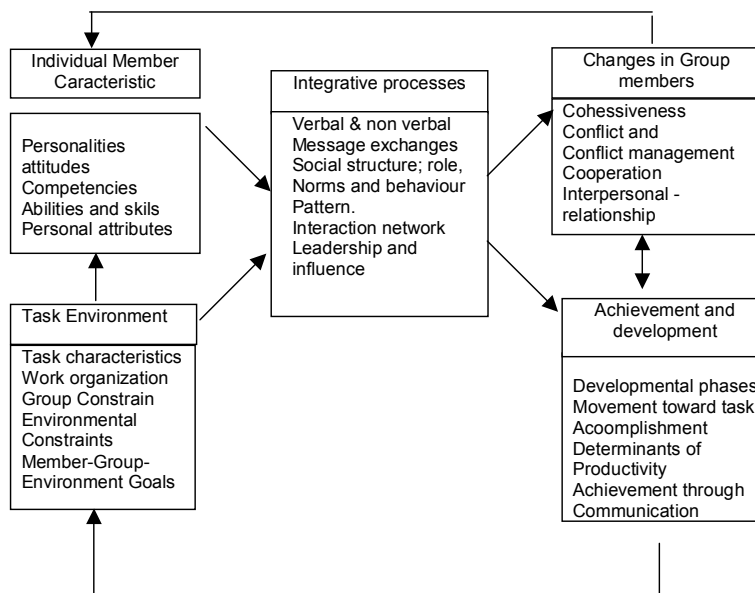 Individual Member
Caracteristic
Personalities
attitudes
Competencies
Abilities and skils
Personal attributes
Task Environment
Task characteristics
Work organization
Group Constrain
Environmental
Constraints
Member-Group-
Environment Goals
Integrative processes
Verbal & non verbal
Message exchanges
Social structure; role,
Norms and behaviour
Pattern.
Interaction network
Leadership and
influence
Changes in Group
members
Cohessiveness
Conflict and
Conflict management
Cooperation
Interpersonal -
relationship
Achievement and
development
Developmental phases
Movement toward task
Acoomplishment
Determinants of
Productivity
Achievement through
Communication